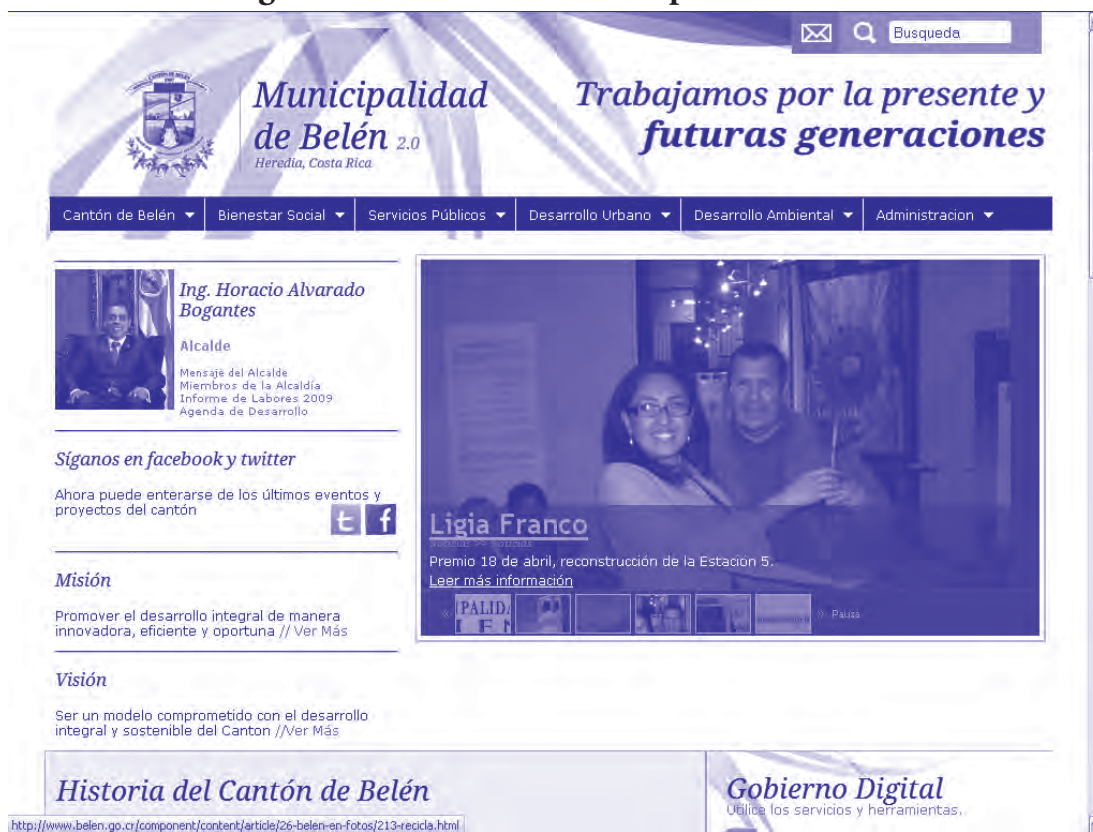 Busqueda
Municipalidad
de Belén 2.0
Heredia, Costa Rica
Trabajamos por la presente y
futuras generaciones
Cantón de Belén
Bienestar Social
Servicios Públicos
Desarrollo Urbano
Desarrollo Ambiental
Administracion
Ing. Horacio Alvarado
Bogantes
Alcalde
Mensaje del Alcalde
Miembros de la Alcaldía
Informe de Labores 2009
Agenda de Desarrollo
Síganos en facebook y twitter
Ahora puede enterarse de los últimos eventos y
proyectos del cantón
Misión
Promover el desarrollo integral de manera
innovadora, eficiente y oportuna // Ver Más
Visión
Ser un modelo comprometido con el desarrollo
integral y sostenible del Canton //Ver Más
Ligia Franco
Premio 18 de abril, reconstrucción de la Estacion 5.
Leer más información
« » Pausa
Historia del Cantón de Belén
Gobierno Digital
Utilice los servicios y herramientas.
http://www.belen.go.cr/component/content/article/26-belen-en-fotos/213-recicla.html